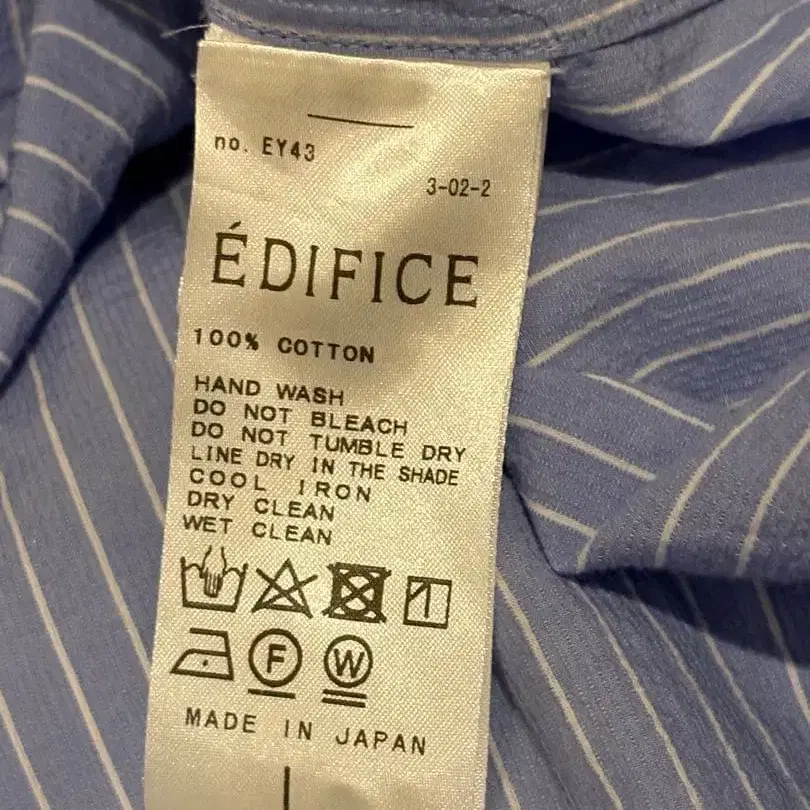 no. EY43
3-02-2
ÉDIFICE
100% COTTON
HAND WASH
DO NOT BLEACH
DO NOT TUMBLE DRY
LINE DRY IN THE SHADE
COOL IRON
DRY CLEAN
WET CLEAN
F W
MADE IN JAPAN